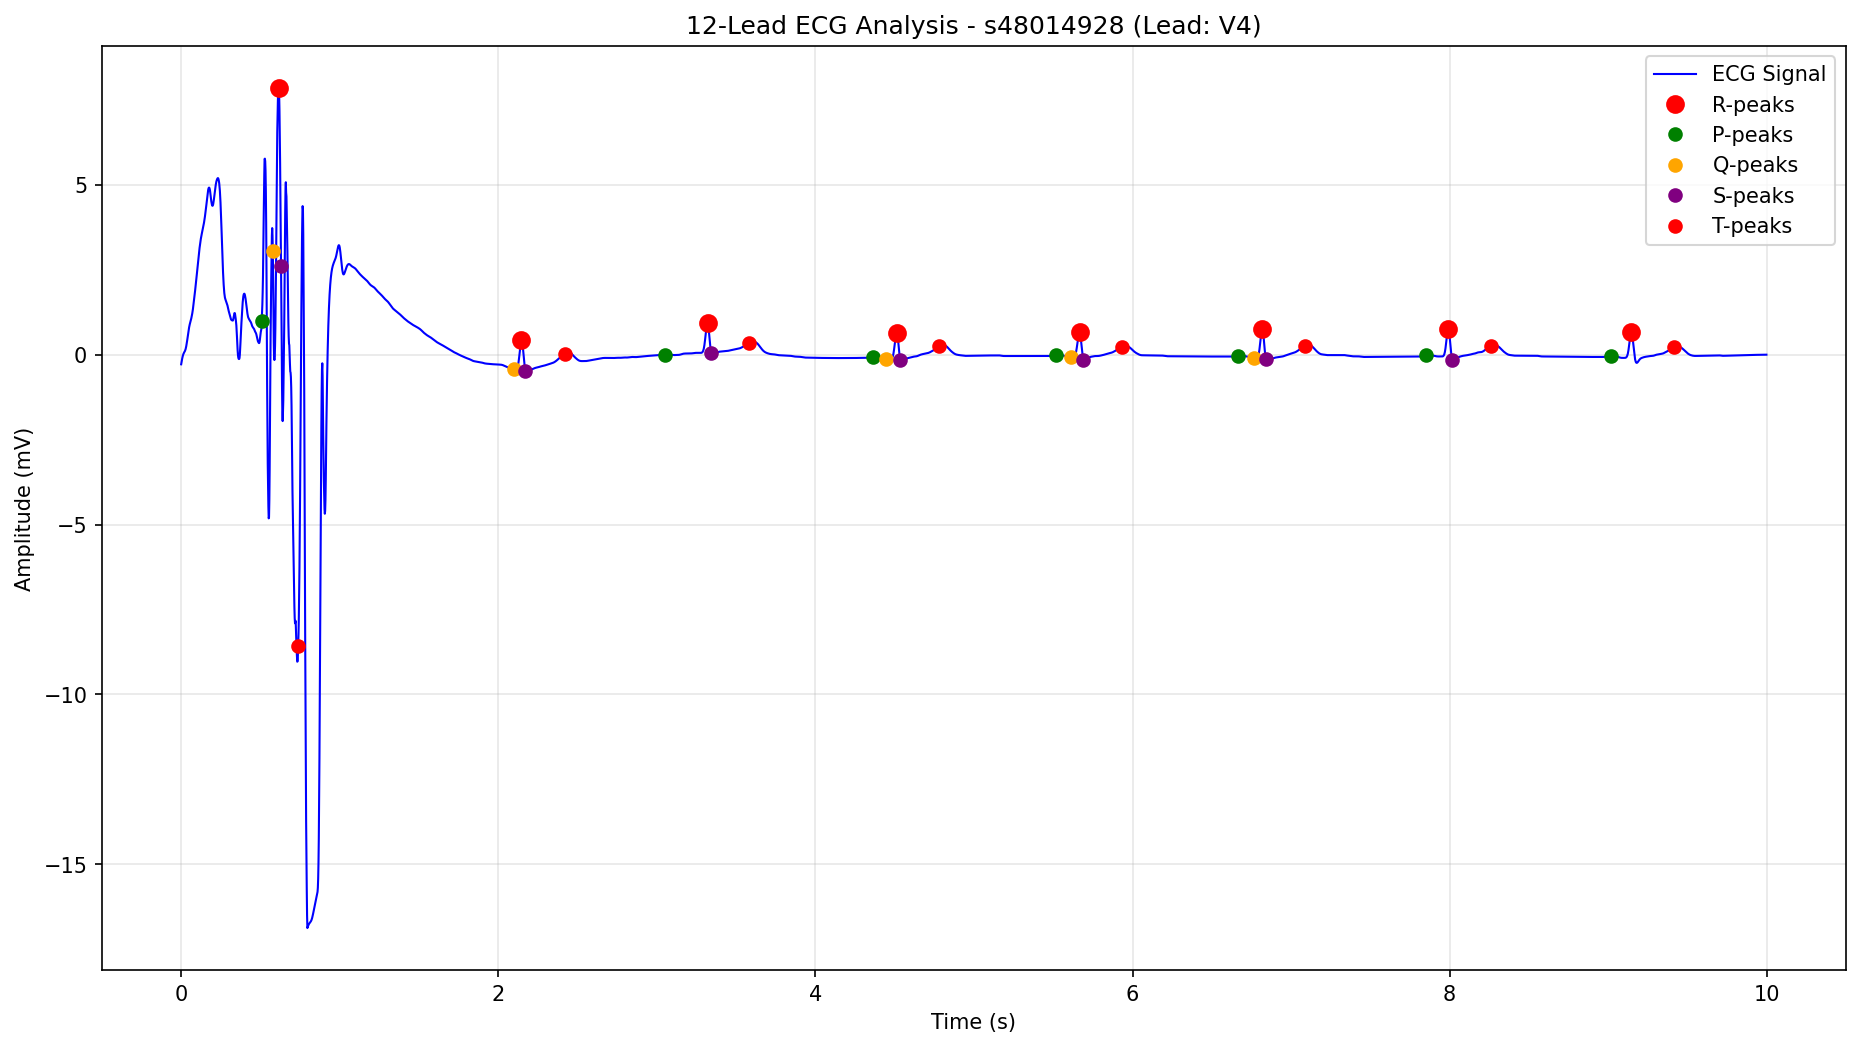 12-Lead ECG Analysis - s48014928 (Lead: V4)
ECG Signal
R-peaks
P-peaks
Q-peaks
S-peaks
T-peaks
Amplitude (mV)
5
0
−5
−10
−15
0
2
4
6
8
10
Time (s)